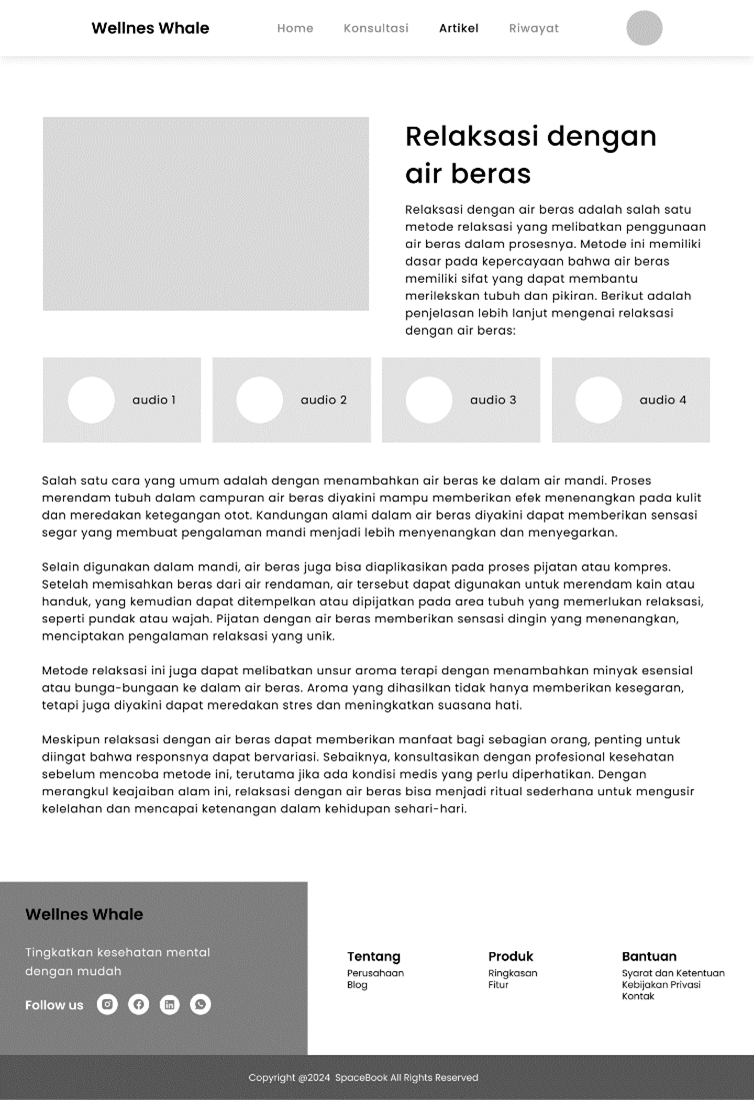 Wellnes Whale
Home Konsultasi Artikel Riwayat
Relaksasi dengan
air beras
Relaksasi dengan air beras adalah salah satu
metode relaksasi yang melibatkan penggunaan
air beras dalam prosesnya. Metode ini memiliki
dasar pada kepercayaan bahwa air beras
memiliki sifat yang dapat membantu
merilekskan tubuh dan pikiran. Berikut adalah
penjelasan lebih lanjut mengenai relaksasi
dengan air beras:
audio 1
audio 2
audio 3
audio 4
Salah satu cara yang umum adalah dengan menambahkan air beras ke dalam air mandi. Proses
merendam tubuh dalam campuran air beras diyakini mampu memberikan efek menenangkan pada kulit
dan meredakan ketegangan otot. Kandungan alami dalam air beras diyakini dapat memberikan sensasi
segar yang membuat pengalaman mandi menjadi lebih menyenangkan dan menyegarkan.
Selain digunakan dalam mandi, air beras juga bisa diaplikasikan pada proses pijatan atau kompres.
Setelah memisahkan beras dari air rendaman, air tersebut dapat digunakan untuk merendam kain atau
handuk, yang kemudian dapat ditempelkan atau dipijatkan pada area tubuh yang memerlukan relaksasi,
seperti pundak atau wajah. Pijatan dengan air beras memberikan sensasi dingin yang menenangkan,
menciptakan pengalaman relaksasi yang unik.
Metode relaksasi ini juga dapat melibatkan unsur aroma terapi dengan menambahkan minyak esensial
atau bunga-bungaan ke dalam air beras. Aroma yang dihasilkan tidak hanya memberikan kesegaran,
tetapi juga diyakini dapat meredakan stres dan meningkatkan suasana hati.
Meskipun relaksasi dengan air beras dapat memberikan manfaat bagi sebagian orang, penting untuk
diingat bahwa responsnya dapat bervariasi. Sebaiknya, konsultasikan dengan profesional kesehatan
sebelum mencoba metode ini, terutama jika ada kondisi medis yang perlu diperhatikan. Dengan
merangkul keajaiban alam ini, relaksasi dengan air beras bisa menjadi ritual sederhana untuk mengusir
kelelahan dan mencapai ketenangan dalam kehidupan sehari-hari.
Wellnes Whale
Tingkatkan kesehatan mental
dengan mudah
Follow us
Tentang
Perusahaan
Blog
Produk
Ringkasan
Fitur
Bantuan
Syarat dan Ketentuan
Kebijakan Privasi
Kontak
Copyright @2024 SpaceBook All Rights Reserved